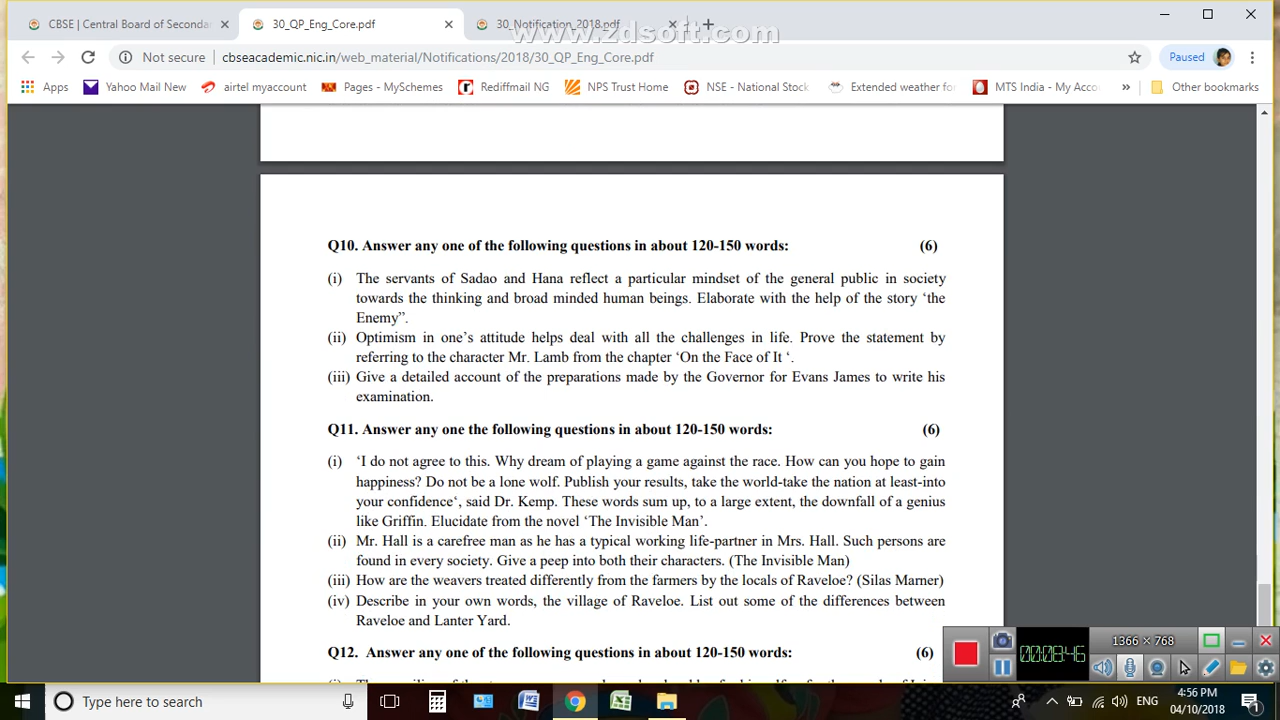 CBSE | Central Board of Seconda
30_QP_Eng_Core.pdf
30_Notification_2018.pdf
www.zdsoft.com
Not secure
cbseacademic.nic.in/web_material/Notifications/2018/30_QP_Eng_Core.pdf
Paused
Apps
Yahoo Mail New
airtel myaccount
Pages - MySchemes
Rediffmail NG
NPS Trust Home
NSE - National Stock
Extended weather fo
MTS India - My Acco
Other bookmarks
Q10. Answer any one of the following questions in about 120-150 words: (6)
(i) The servants of Sadao and Hana reflect a particular mindset of the general public in society
towards the thinking and broad minded human beings. Elaborate with the help of the story ‘the
Enemy”.
(ii) Optimism in one’s attitude helps deal with all the challenges in life. Prove the statement by
referring to the character Mr. Lamb from the chapter ‘On the Face of It ‘.
(iii) Give a detailed account of the preparations made by the Governor for Evans James to write his
examination.
Q11. Answer any one the following questions in about 120-150 words: (6)
(i) ‘I do not agree to this. Why dream of playing a game against the race. How can you hope to gain
happiness? Do not be a lone wolf. Publish your results, take the world-take the nation at least-into
your confidence‘, said Dr. Kemp. These words sum up, to a large extent, the downfall of a genius
like Griffin. Elucidate from the novel ‘The Invisible Man’.
(ii) Mr. Hall is a carefree man as he has a typical working life-partner in Mrs. Hall. Such persons are
found in every society. Give a peep into both their characters. (The Invisible Man)
(iii) How are the weavers treated differently from the farmers by the locals of Raveloe? (Silas Marner)
(iv) Describe in your own words, the village of Raveloe. List out some of the differences between
Raveloe and Lanter Yard.
Q12. Answer any one of the following questions in about 120-150 words: (6)
00:06:46
1366 × 768
Type here to search
ENG
4:56 PM
04/10/2018